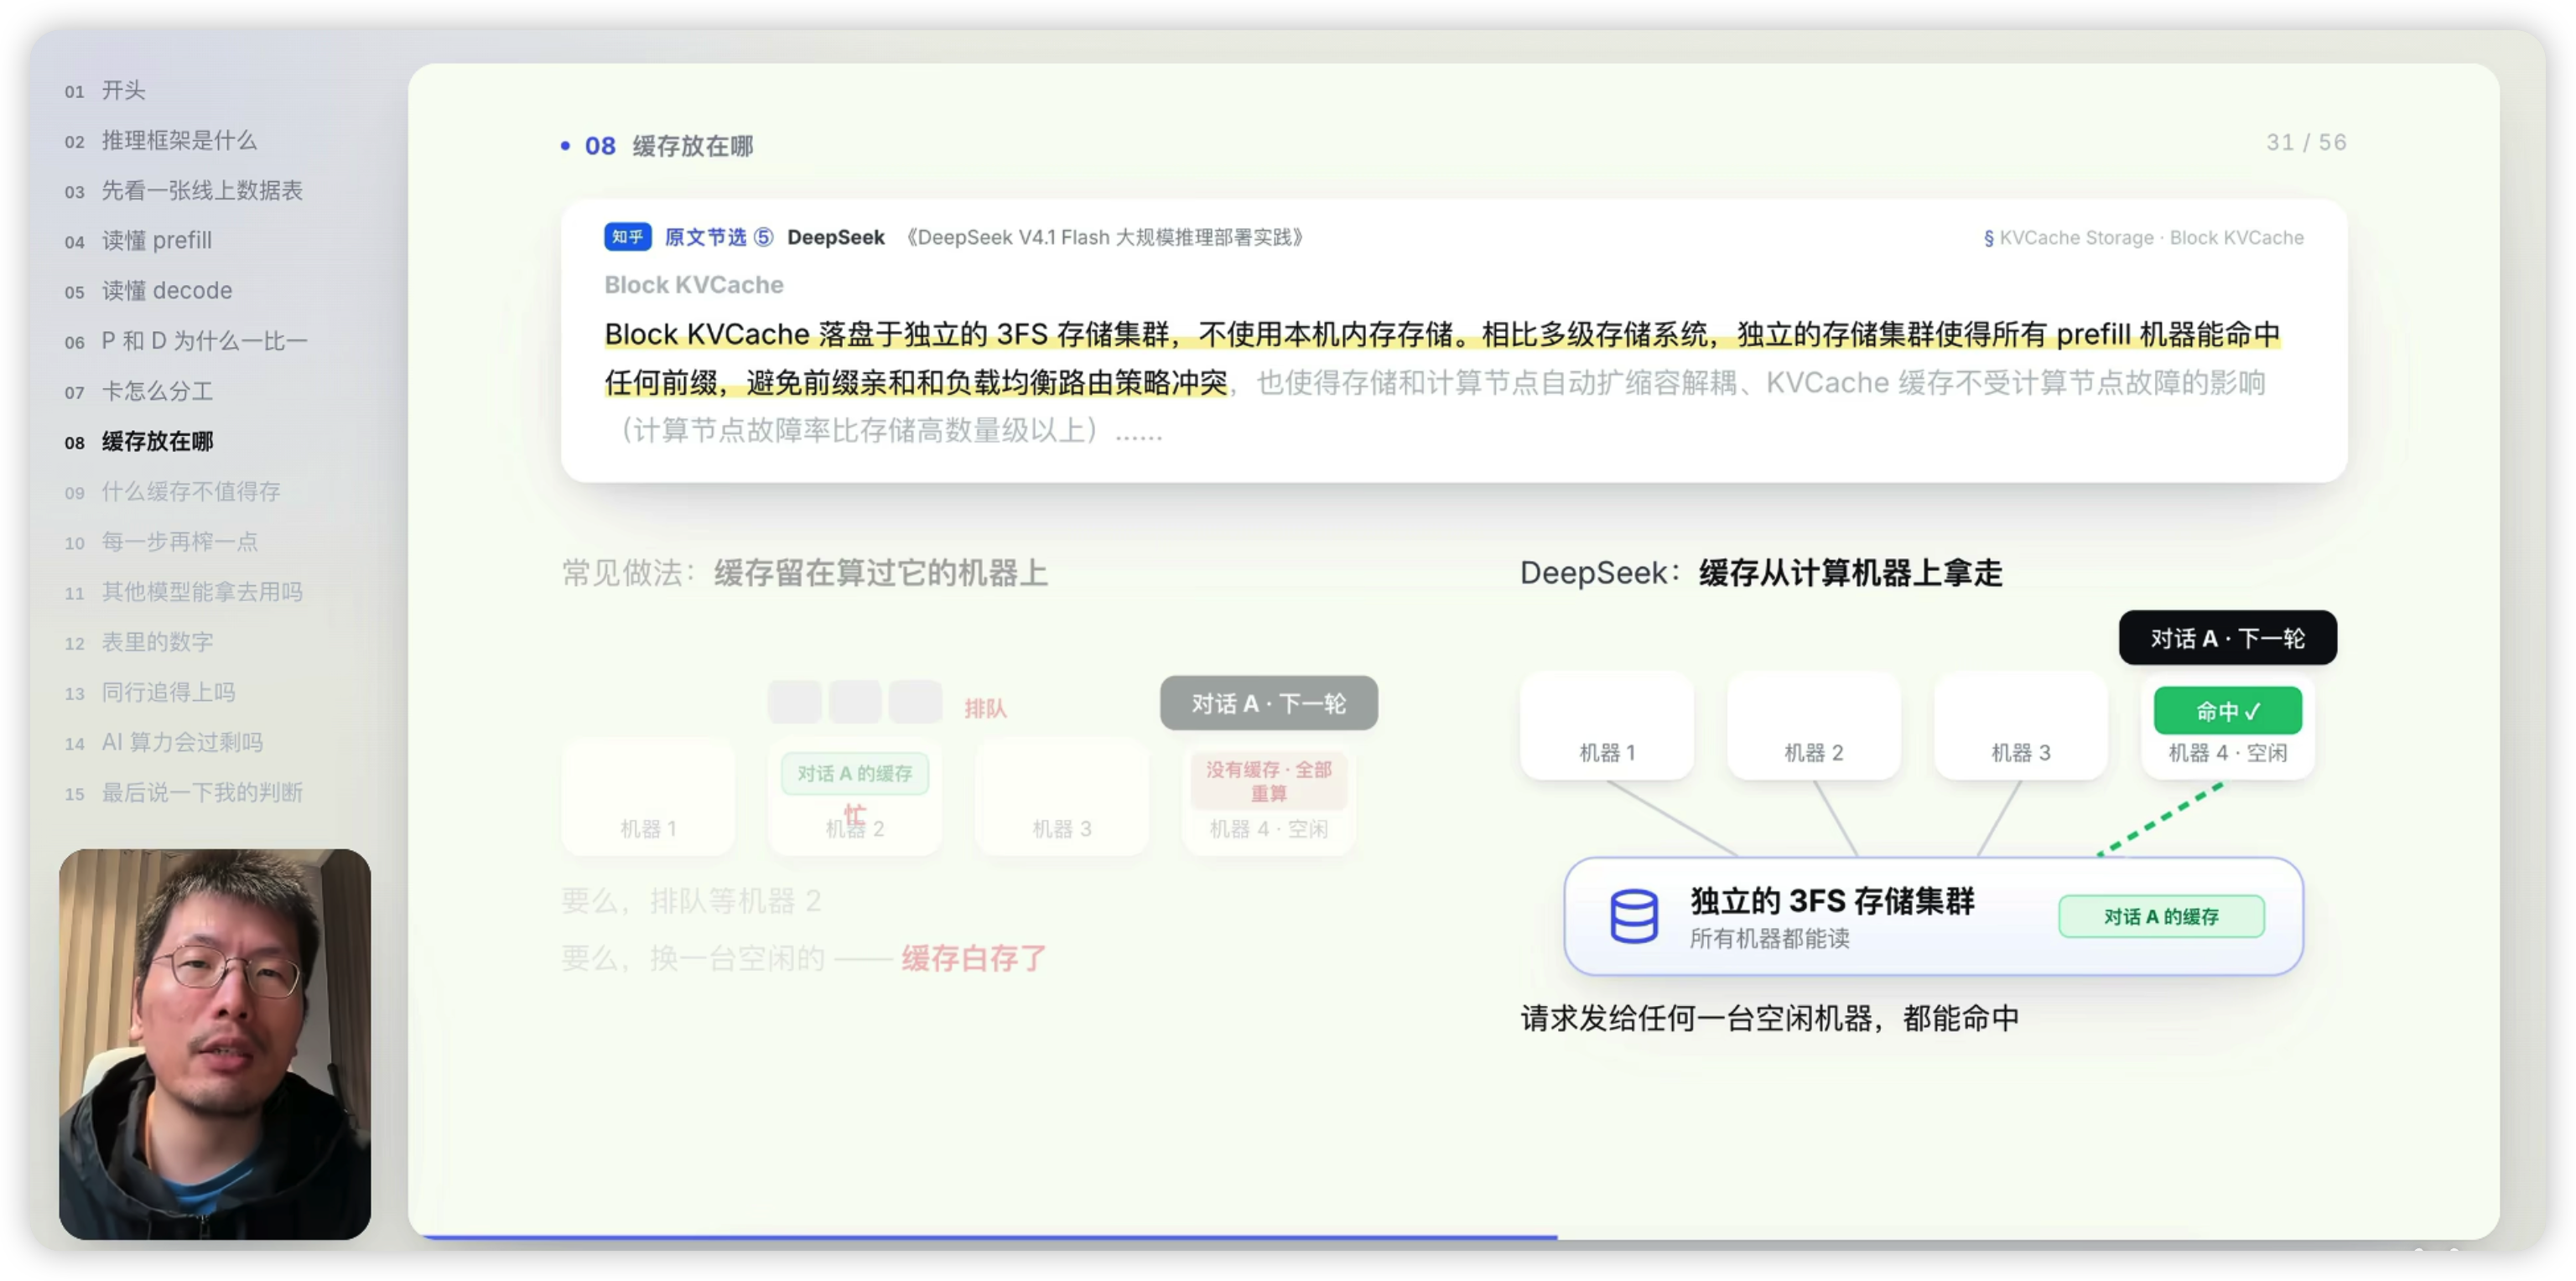 01 开头
02 推理框架是什么
03 先看一张线上数据表
04 读懂 prefill
05 读懂 decode
06 P 和 D 为什么一比一
07 卡怎么分工
08 缓存放在哪
09 什么缓存不值得存
10 每一步再榨一点
11 其他模型能拿去用吗
12 表里的数字
13 同行追得上吗
14 AI 算力会过剩吗
15 最后说一下我的判断
• 08 缓存放在哪
31 / 56
知乎 原文节选 ⑤ DeepSeek 《DeepSeek V4.1 Flash 大规模推理部署实践》
§ KVCache Storage · Block KVCache
Block KVCache
Block KVCache 落盘于独立的 3FS 存储集群，不使用本机内存存储。相比多级存储系统，独立的存储集群使得所有 prefill 机器能命中
任何前缀，避免前缀亲和和负载均衡路由策略冲突，也使得存储和计算节点自动扩缩容解耦、KVCache 缓存不受计算节点故障的影响
（计算节点故障率比存储高数量级以上）……
常见做法：缓存留在算过它的机器上
排队
对话 A · 下一轮
对话 A 的缓存
没有缓存 · 全部
重算
忙
机器 1
机器 2
机器 3
机器 4 · 空闲
要么，排队等机器 2
要么，换一台空闲的 —— 缓存白存了
DeepSeek：缓存从计算机器上拿走
对话 A · 下一轮
命中 ✓
机器 1
机器 2
机器 3
机器 4 · 空闲
独立的 3FS 存储集群
所有机器都能读
对话 A 的缓存
请求发给任何一台空闲机器，都能命中